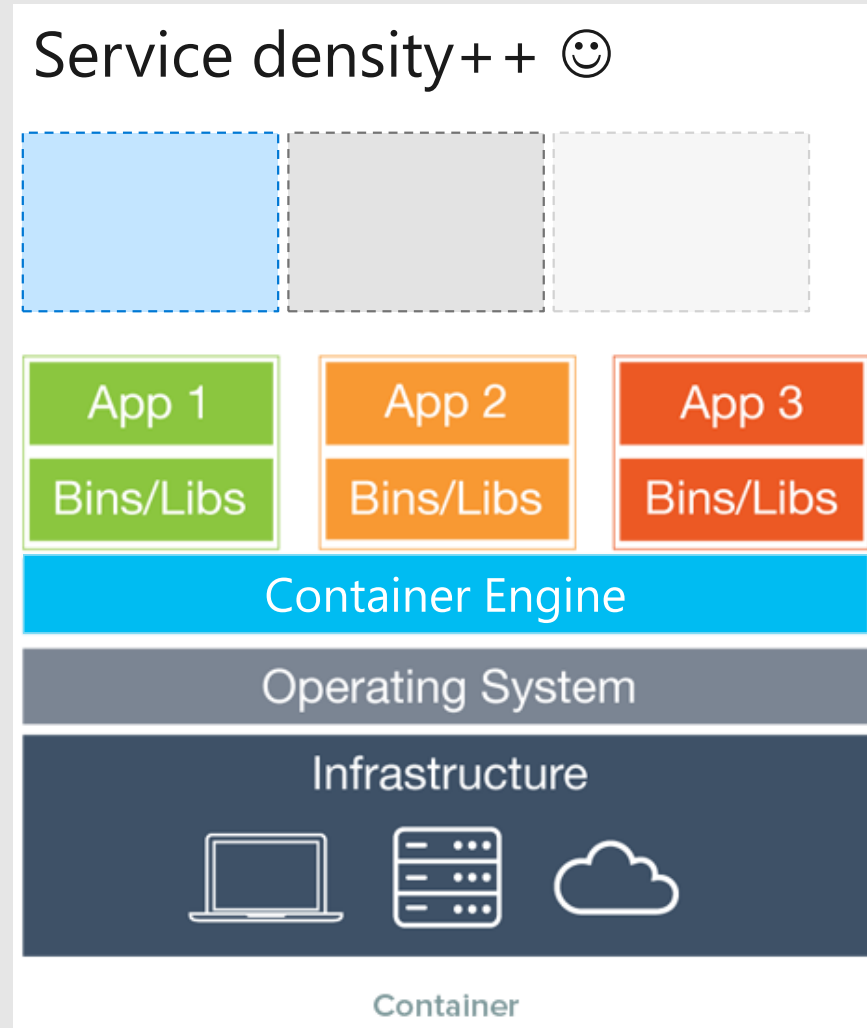 Service density++ ☺
App 1
App 2
App 3
Bins/Libs
Bins/Libs
Bins/Libs
Container Engine
Operating System
Infrastructure
Container